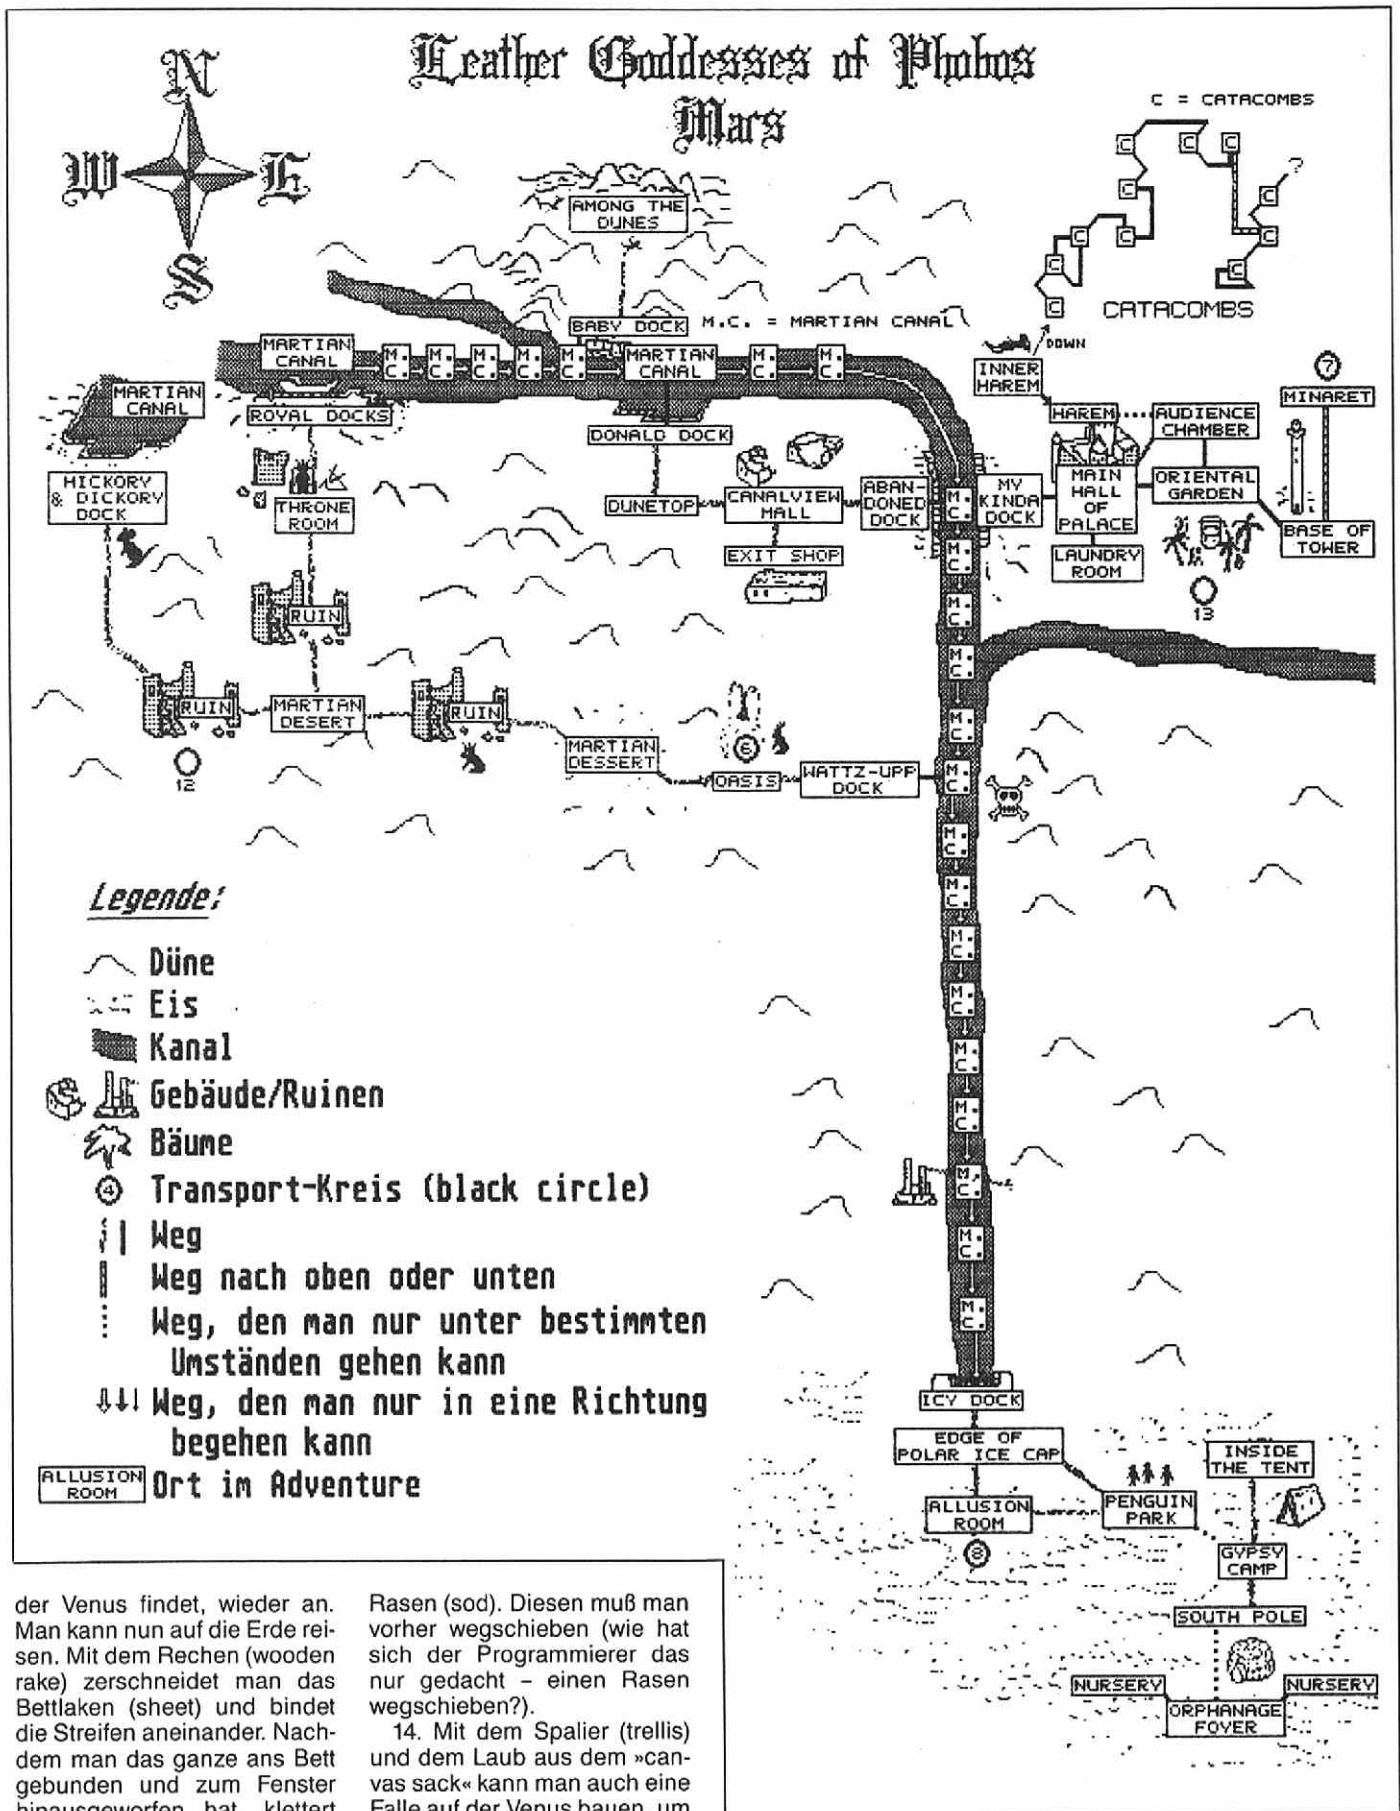 Leather Goddesses of Phobos
Mars
N
W
E
S
C = CATACOMBS
C
C
C
C
C
?
C
C
C
C
C
C
CATACOMBS
AMONG THE
DUNES
BABY DOCK
M.C. = MARTIAN CANAL
MARTIAN
CANAL
M.
C.
M.
C.
M.
C.
M.
C.
M.
C.
MARTIAN
CANAL
M.
C.
M.
C.
DOWN
INNER
HAREM
7
MINARET
MARTIAN
CANAL
ROYAL DOCKS
DONALD DOCK
HAREM
AUDIENCE
CHAMBER
HICKORY
& DICKORY
DOCK
THRONE
ROOM
DUNETOP
CANALVIEW
MALL
ABAN-
DONED
DOCK
M.
C.
MY
KINDA
DOCK
MAIN
HALL
OF
PALACE
ORIENTAL
GARDEN
BASE OF
TOWER
EXIT SHOP
M.
C.
LAUNDRY
ROOM
13
RUIN
M.
C.
M.
C.
RUIN
MARTIAN
DESERT
RUIN
M.
C.
12
MARTIAN
DESSERT
6
OASIS
WATTZ-UPP
DOCK
M.
C.
M.
C.
M.
C.
M.
C.
M.
C.
M.
C.
M.
C.
M.
C.
M.
C.
M.
C.
Legende:
Düne
Eis
Kanal
Gebäude/Ruinen
Bäume
4
Transport-Kreis (black circle)
Weg
Weg nach oben oder unten
Weg, den man nur unter bestimmten
Umständen gehen kann
Weg, den man nur in eine Richtung
begehen kann
ALLUSION
ROOM
Ort im Adventure
ICY DOCK
EDGE OF
POLAR ICE CAP
INSIDE
THE TENT
ALLUSION
ROOM
PENGUIN
PARK
8
GYPSY
CAMP
SOUTH POLE
NURSERY
NURSERY
ORPHANAGE
FOYER
der Venus findet, wieder an.
Man kann nun auf die Erde rei-
sen. Mit dem Rechen (wooden
rake) zerschneidet man das
Bettlaken (sheet) und bindet
die Streifen aneinander. Nach-
dem man das ganze ans Bett
gebunden und zum Fenster
hinausgeworfen hat, klettert
Rasen (sod). Diesen muß man
vorher wegschieben (wie hat
sich der Programmierer das
nur gedacht – einen Rasen
wegschieben?).
14. Mit dem Spalier (trellis)
und dem Laub aus dem »can-
vas sack« kann man auch eine
Falle auf der Venus bauen, um